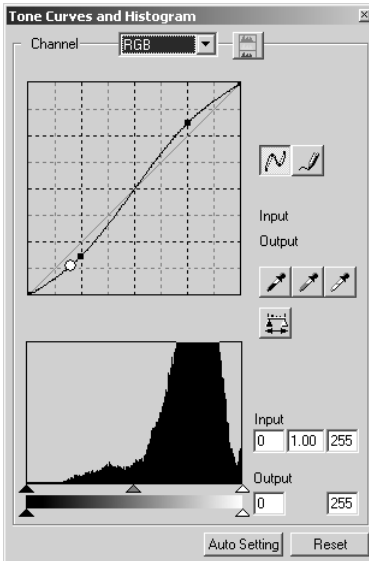 Tone Curves and Histogram
Channel RGB
Input
Output
Input
0 1.00 255
Output
0 255
Auto Setting Reset